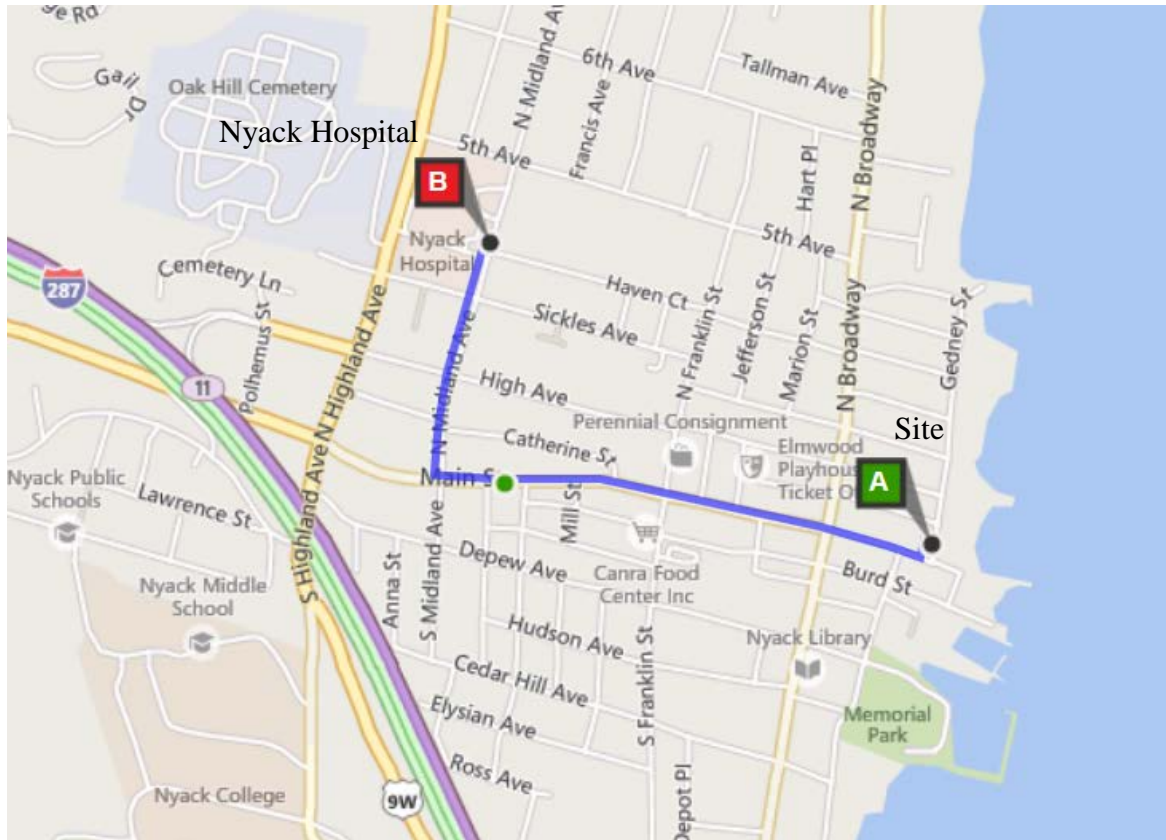 ge Rd
Gail Dr
Oak Hill Cemetery
N Midland Av
6th Ave
Tallman Ave
Nyack Hospital
5th Ave
Francis Ave
Hart Pl
N Broadway
B
Nyack
Hospital
5th Ave
Cemetery Ln
287
Haven Ct
Sickles Ave
N Franklin St
Jefferson St
Marion St
N Broadway
Gedney St
Polhemus St
N Highland Ave
N Midland Ave
11
High Ave
Perennial Consignment
Catherine St
Elmwood
Playhous
Ticket O
Site
A
Main S
Nyack Public
Schools
Lawrence St
S Highland Ave
Mill St
Anna St
S Midland Ave
Depew Ave
Canra Food
Center Inc
Burd St
Nyack Middle
School
Hudson Ave
Nyack Library
Cedar Hill Ave
S Franklin St
Elysian Ave
Memorial
Park
Ross Ave
Depot Pl
Nyack College
9W